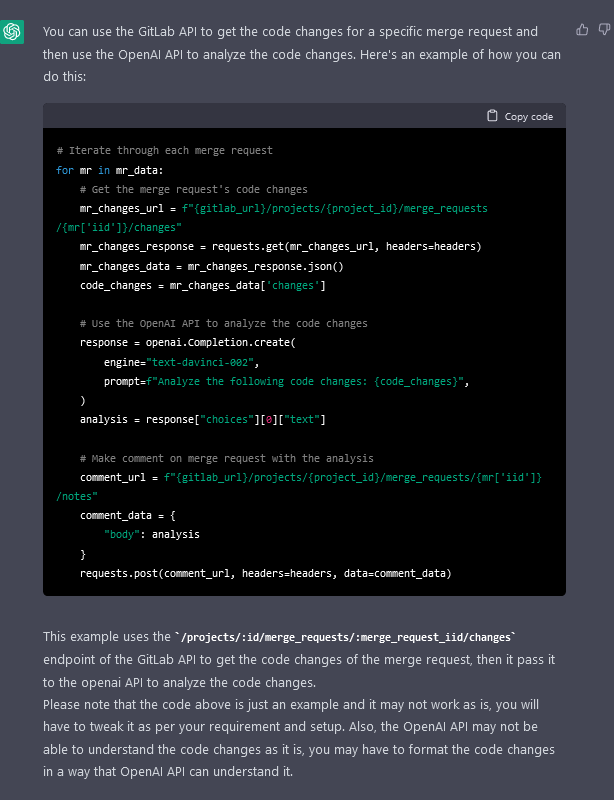 You can use the GitLab API to get the code changes for a specific merge request and
then use the OpenAI API to analyze the code changes. Here's an example of how you can
do this:
Copy code
# Iterate through each merge request
for mr in mr_data:
    # Get the merge request's code changes
    mr_changes_url = f"{gitlab_url}/projects/{project_id}/merge_requests
/{mr['iid']}/changes"
    mr_changes_response = requests.get(mr_changes_url, headers=headers)
    mr_changes_data = mr_changes_response.json()
    code_changes = mr_changes_data['changes']
    # Use the OpenAI API to analyze the code changes
    response = openai.Completion.create(
        engine="text-davinci-002",
        prompt=f"Analyze the following code changes: {code_changes}",
    )
    analysis = response["choices"][0]["text"]
    # Make comment on merge request with the analysis
    comment_url = f"{gitlab_url}/projects/{project_id}/merge_requests/{mr['iid']}
/notes"
    comment_data = {
        "body": analysis
    }
    requests.post(comment_url, headers=headers, data=comment_data)
This example uses the `/projects/:id/merge_requests/:merge_request_iid/changes`
endpoint of the GitLab API to get the code changes of the merge request, then it pass it
to the openai API to analyze the code changes.
Please note that the code above is just an example and it may not work as is, you will
have to tweak it as per your requirement and setup. Also, the OpenAI API may not be
able to understand the code changes as it is, you may have to format the code changes
in a way that OpenAI API can understand it.